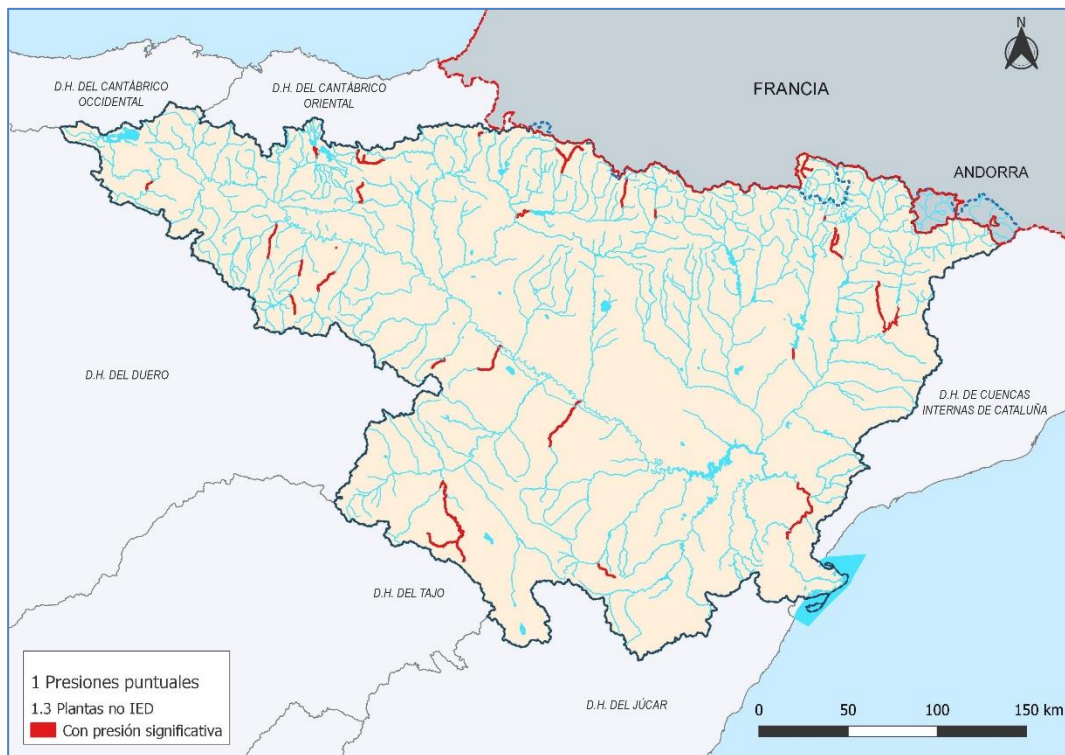 N
D.H. DEL CANTÁBRICO
OCCIDENTAL
D.H. DEL CANTÁBRICO
ORIENTAL
FRANCIA
ANDORRA
D.H. DEL DUERO
D.H. DE CUENCAS
INTERNAS DE CATALUÑA
D.H. DEL TAJO
D.H. DEL JÚCAR
1 Presiones puntuales
1.3 Plantas no IED
Con presión significativa
0 50 100 150 km